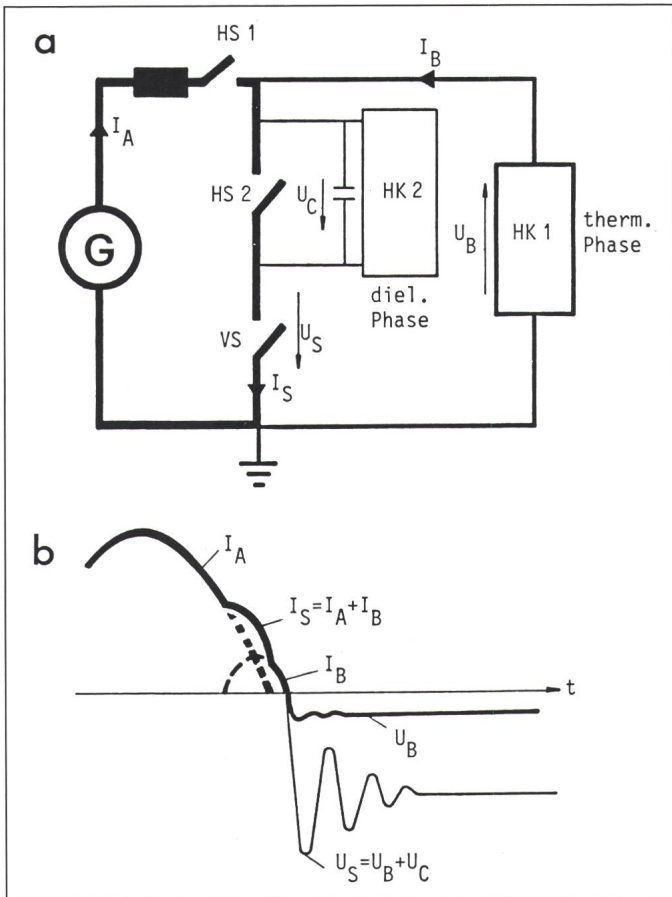 a
HS 1
I_B
I_A
HS 2
U_C
HK 2
U_B
HK 1
therm.
Phase
G
diel.
Phase
VS
U_S
I_S
b
I_A
I_S=I_A+I_B
I_B
t
U_B
U_S=U_B+U_C